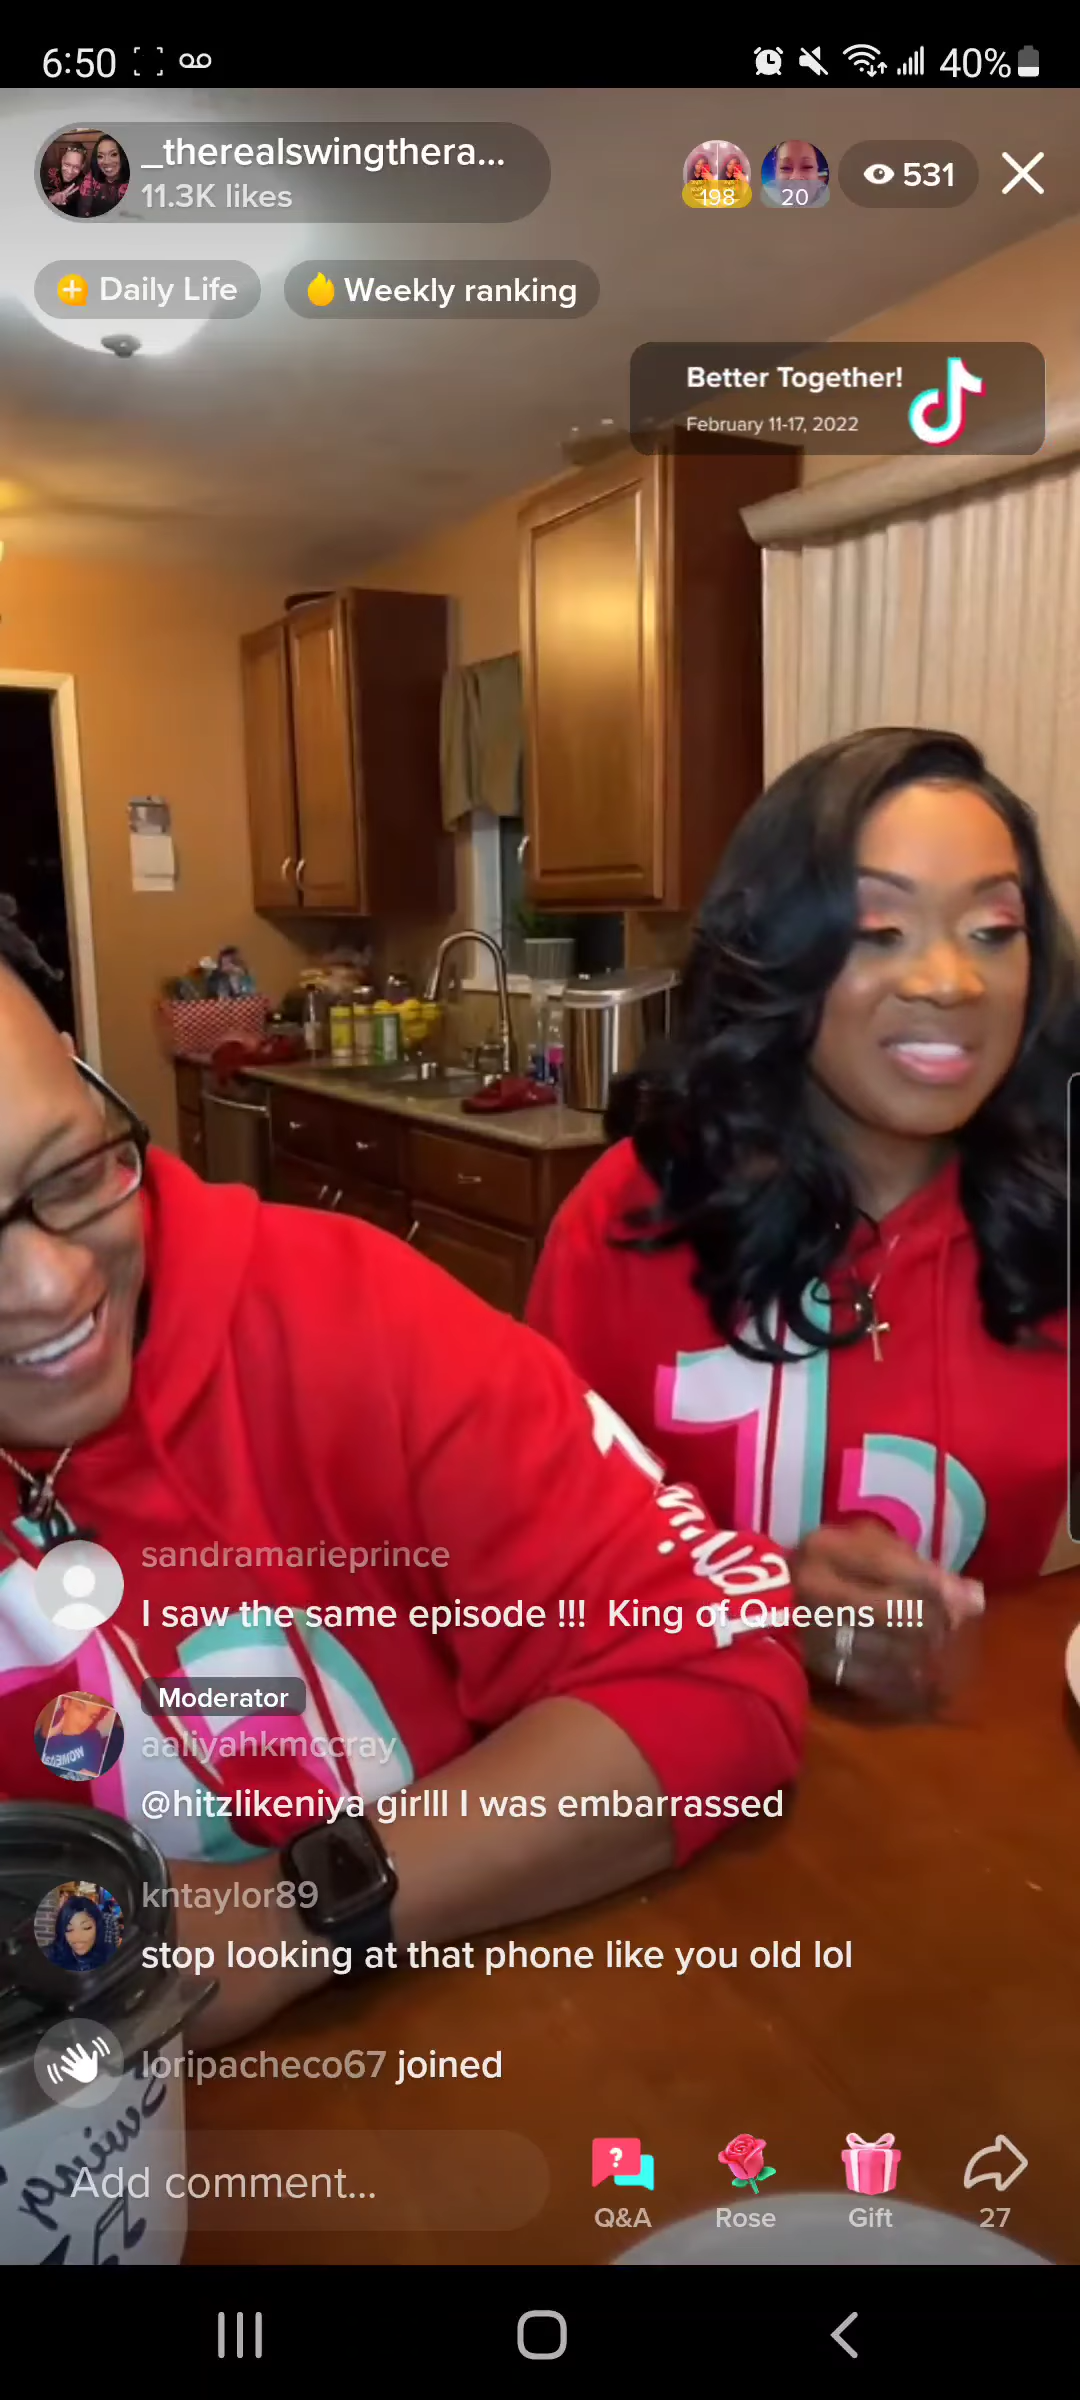 6:50
40%
_therealswingthera...
11.3K likes
198
20
531
Daily Life
Weekly ranking
Better Together!
February 11-17, 2022
sandramarieprince
I saw the same episode !!!  King of Queens !!!!
Moderator
aaliyahkmccray
@hitzlikeniya girlll I was embarrassed
kntaylor89
stop looking at that phone like you old lol
loripacheco67 joined
Add comment...
Q&A
Rose
Gift
27